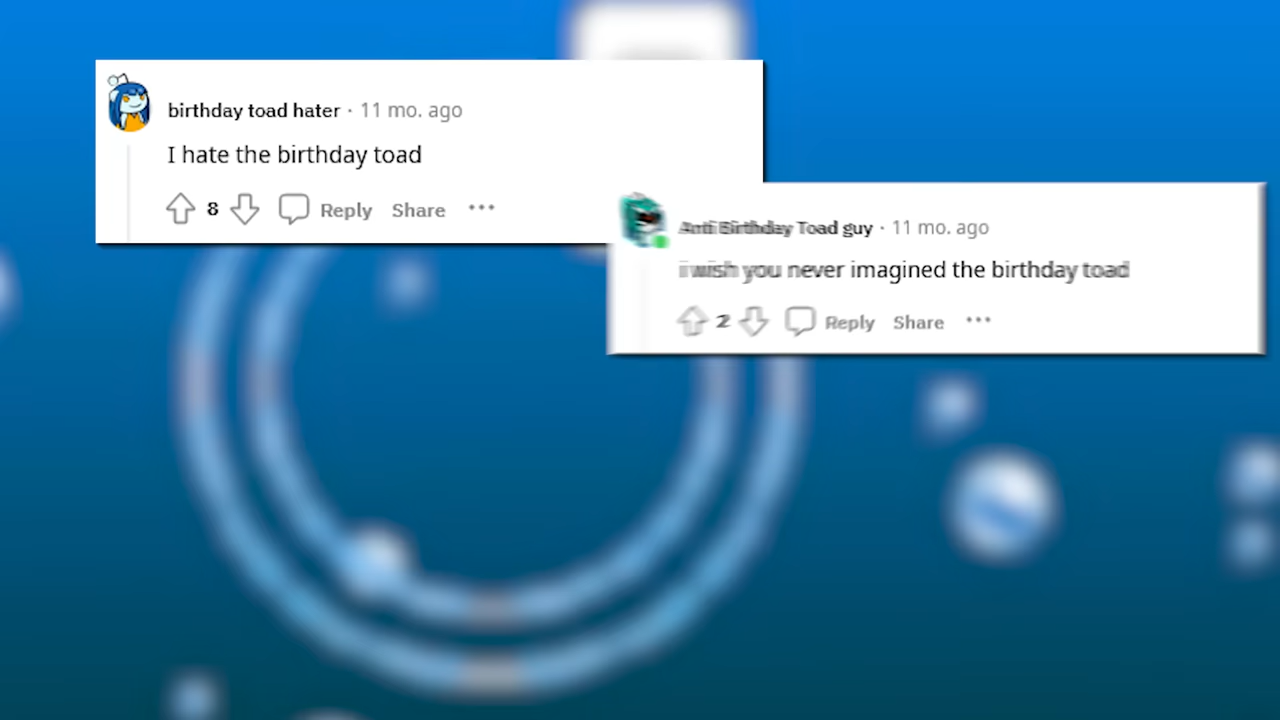 birthday toad hater · 11 mo. ago
I hate the birthday toad
8 Reply Share ···
Anti Birthday Toad guy · 11 mo. ago
i wish you never imagined the birthday toad
2 Reply Share ···